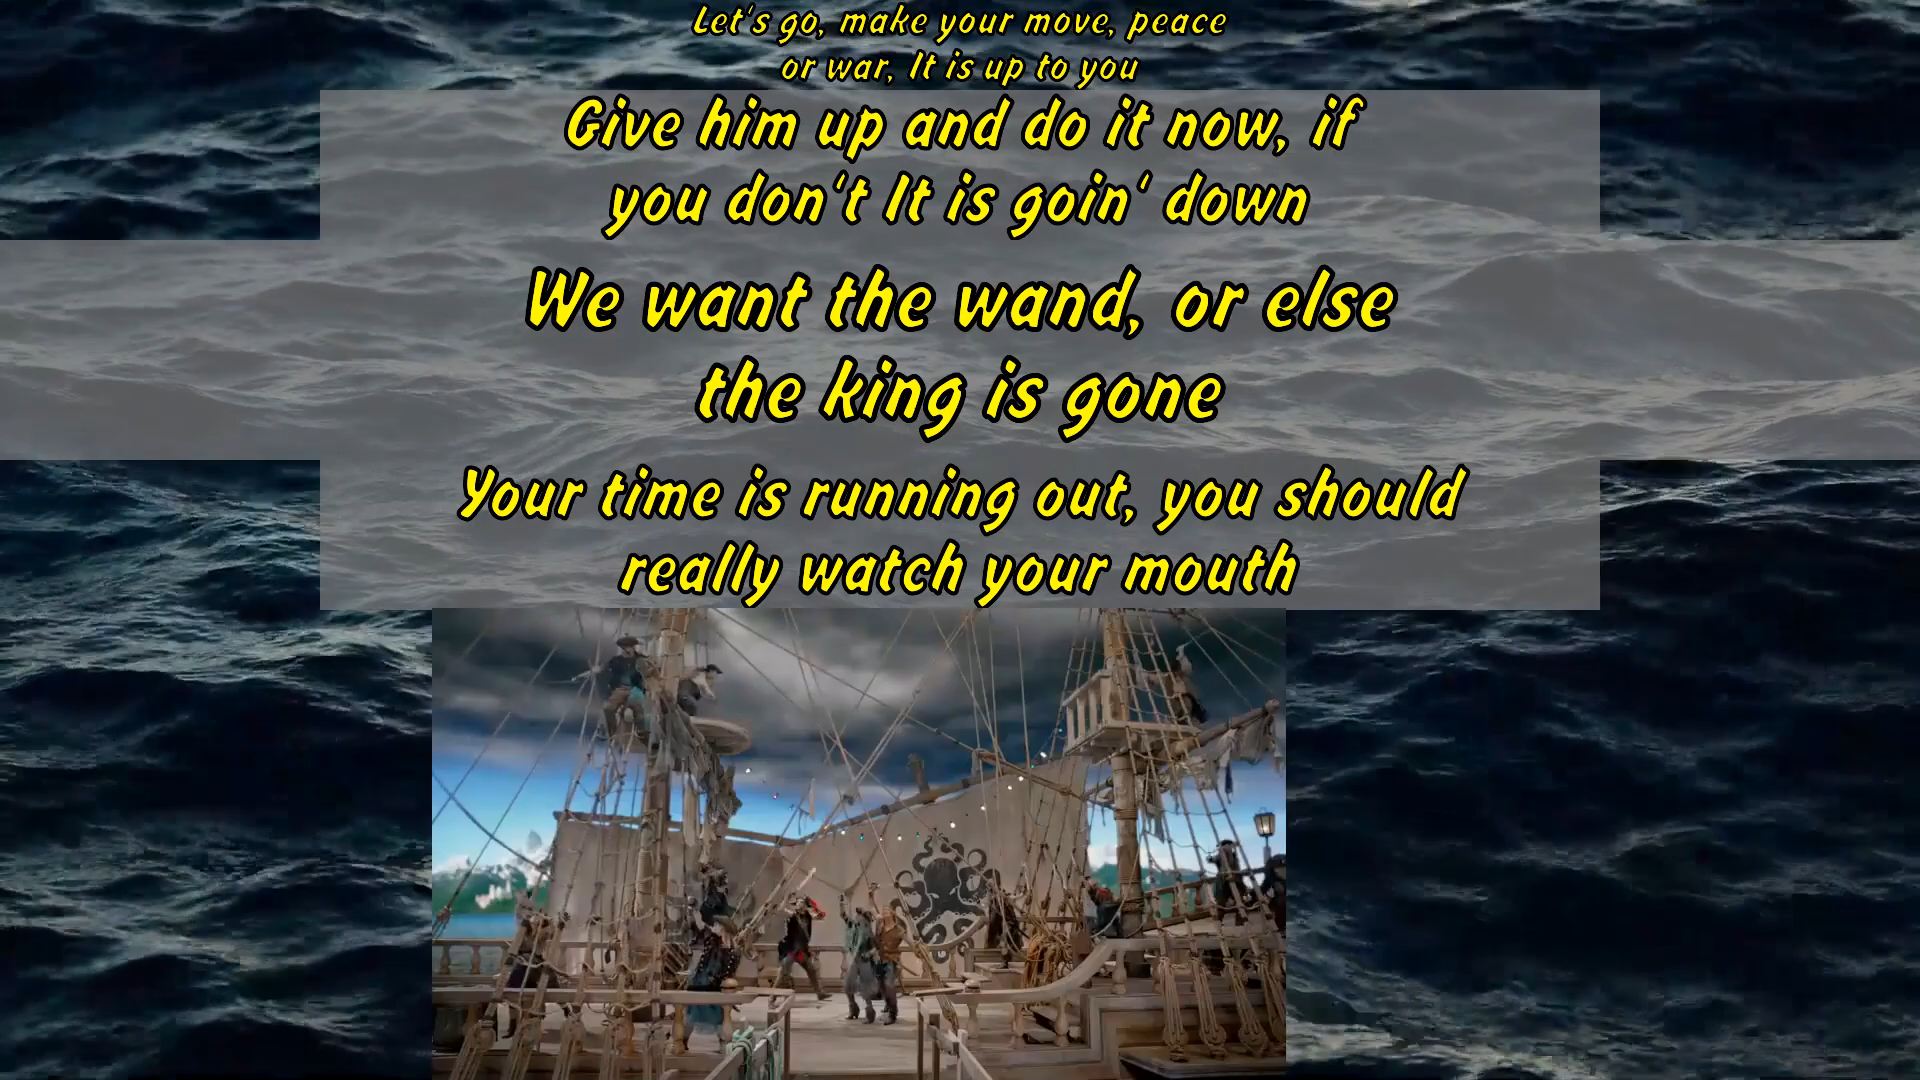 Let's go, make your move, peace
or war, It is up to you
Give him up and do it now, if
you don't It is goin' down
We want the wand, or else
the king is gone
Your time is running out, you should
really watch your mouth